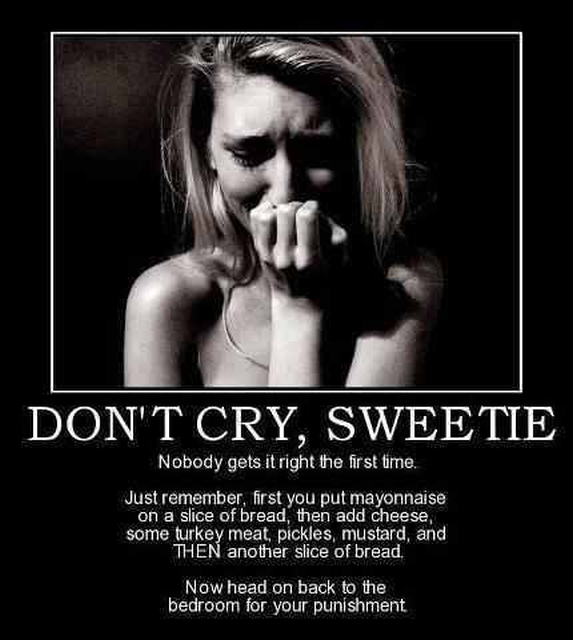 DON'T CRY, SWEETIE
Nobody gets it right the first time.
Just remember, first you put mayonnaise
on a slice of bread, then add cheese,
some turkey meat, pickles, mustard, and
THEN another slice of bread.
Now head on back to the
bedroom for your punishment.